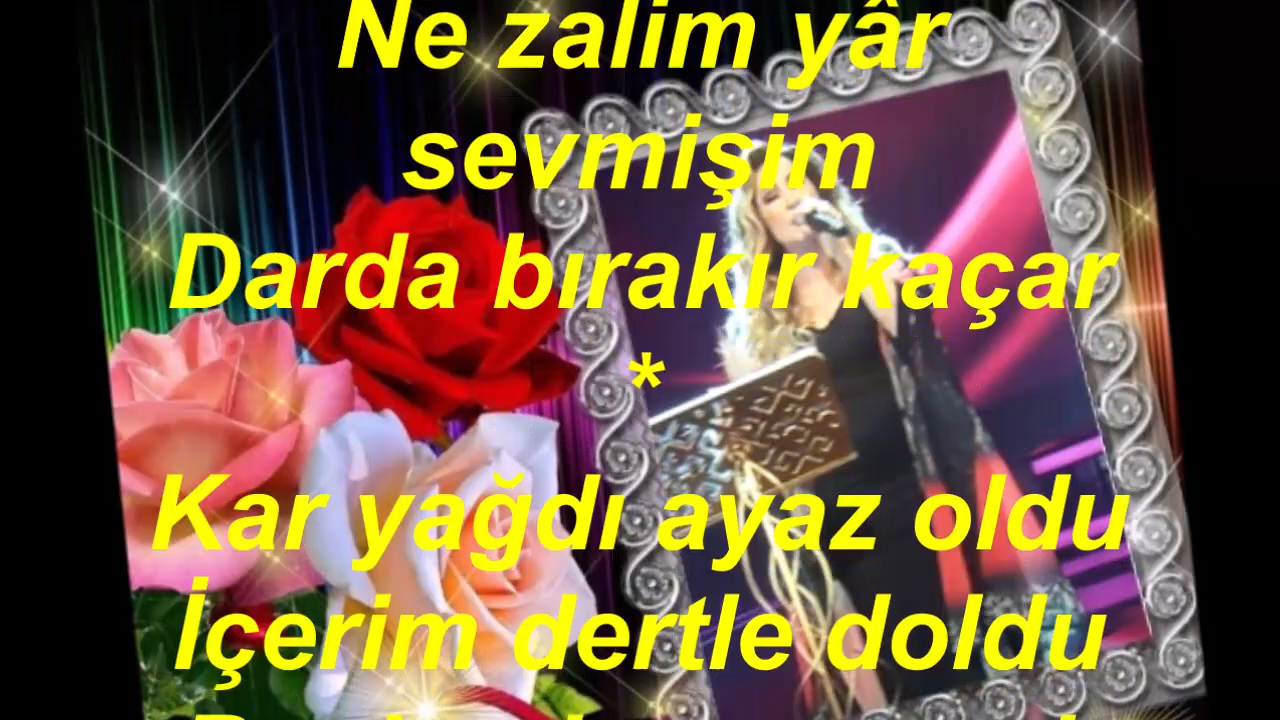 Ne zalim yâr
sevmişim
Darda bırakır kaçar
*
Kar yağdı ayaz oldu
İçerim dertle doldu